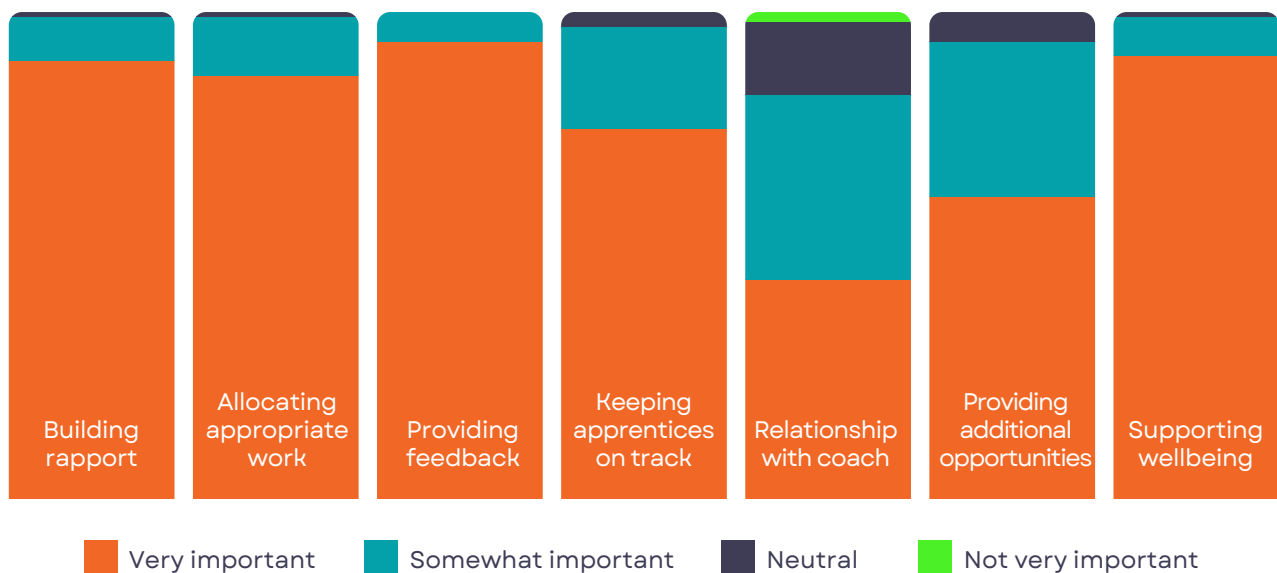 Building
rapport
Allocating
appropriate
work
Providing
feedback
Keeping
apprentices
on track
Relationship
with coach
Providing
additional
opportunities
Supporting
wellbeing
Very important
Somewhat important
Neutral
Not very important